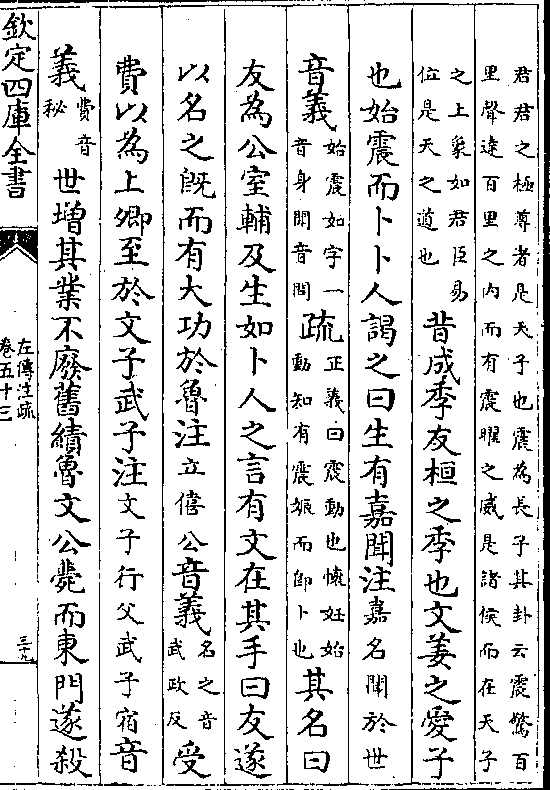 君君之極尊者是天子也震為長子其卦云震驚百
里聲達百里之内而有震曜之威是諸侯而在天子
之上象如君臣易
位是天之道也
昔成季友桓之季也文姜之愛子
也始震而卜卜人謁之曰生有嘉聞注嘉名聞於世
音義
始震如字一
音身聞音問
疏
正義曰震動也懐妊始
動知有震娠而即卜也
其名曰
友為公室輔及生如卜人之言有文在其手曰友遂
以名之旣而有大功於魯注立僖公音義
名之音
武政反
受
費以為上卿至於文子武子注文子行父武子宿音
義
費音
秘
世增其業不廢舊績魯文公薨而東門遂殺
欽定四庫全書
左傳注疏
卷五十三
三十九